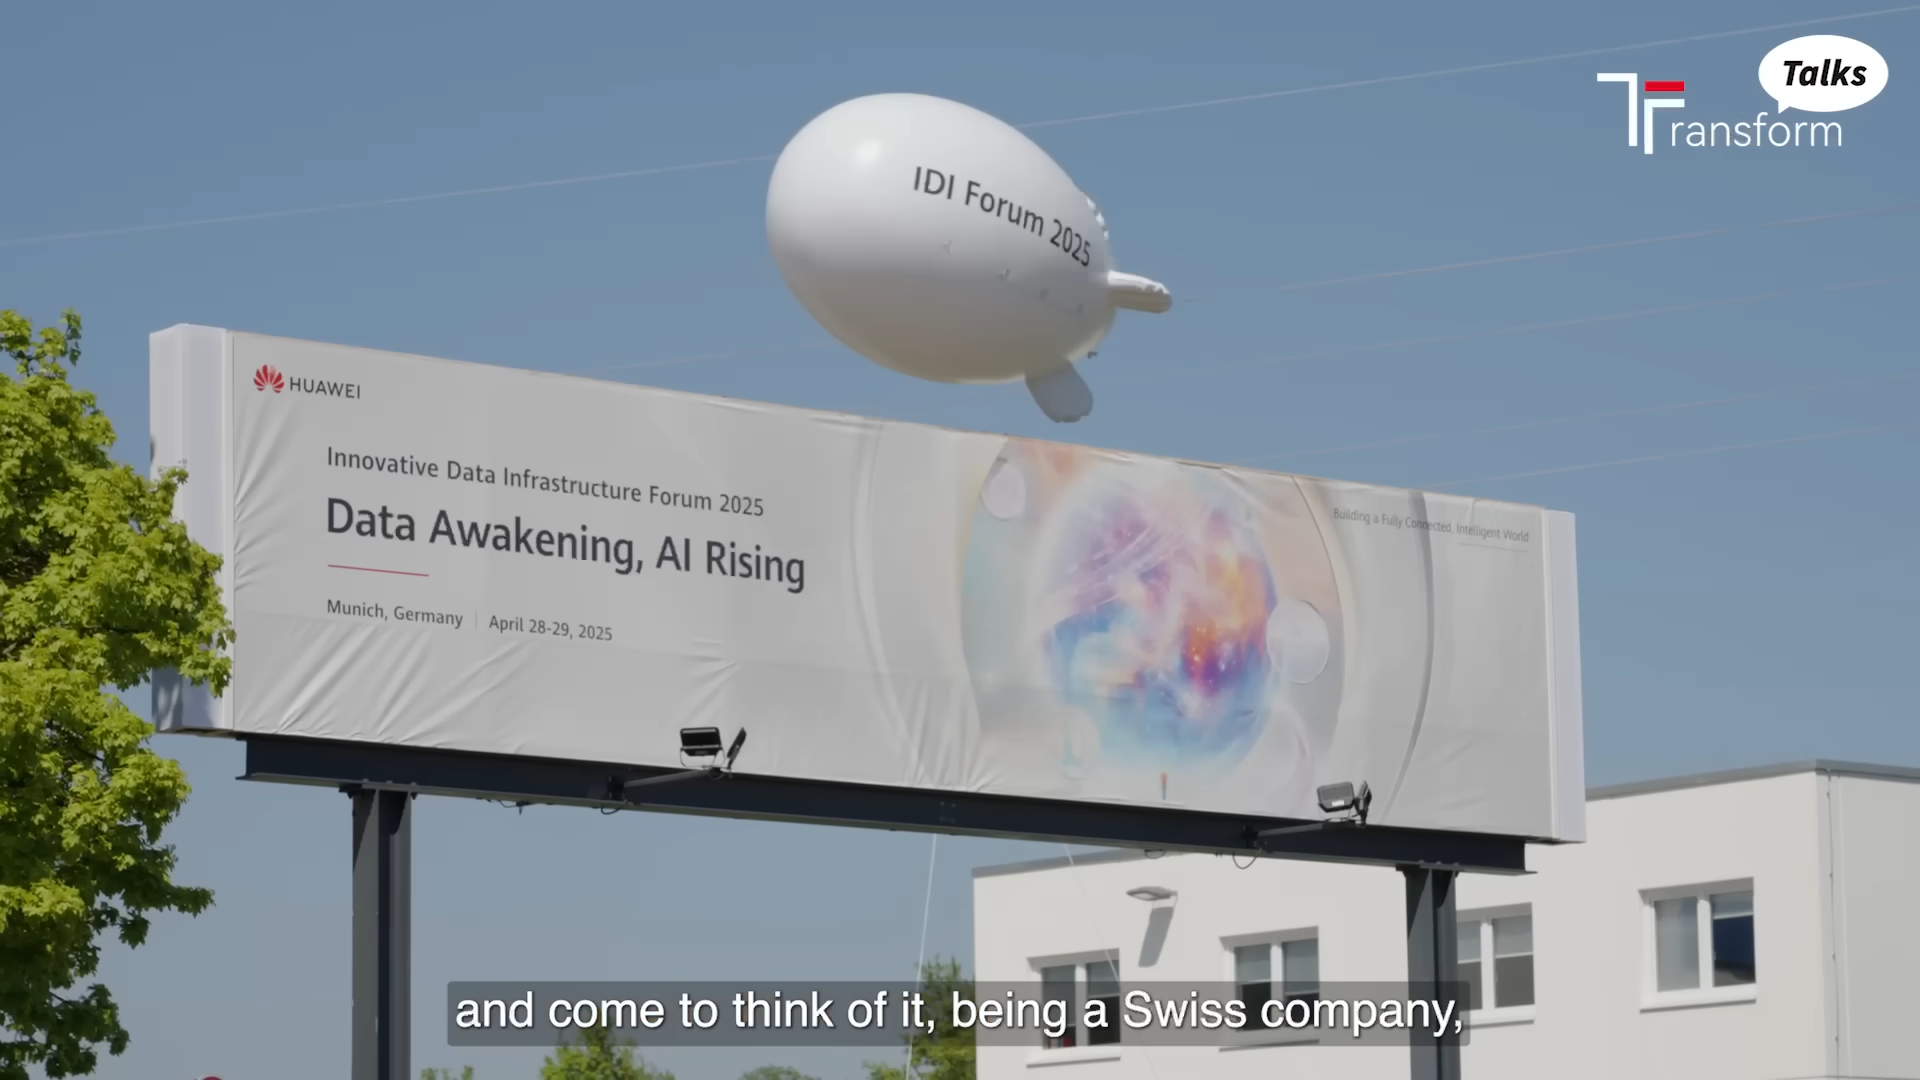 Talks
Transform
IDI Forum 2025
HUAWEI
Innovative Data Infrastructure Forum 2025
Data Awakening, AI Rising
Munich, Germany | April 28-29, 2025
Building a Fully Connected, Intelligent World
and come to think of it, being a Swiss company,